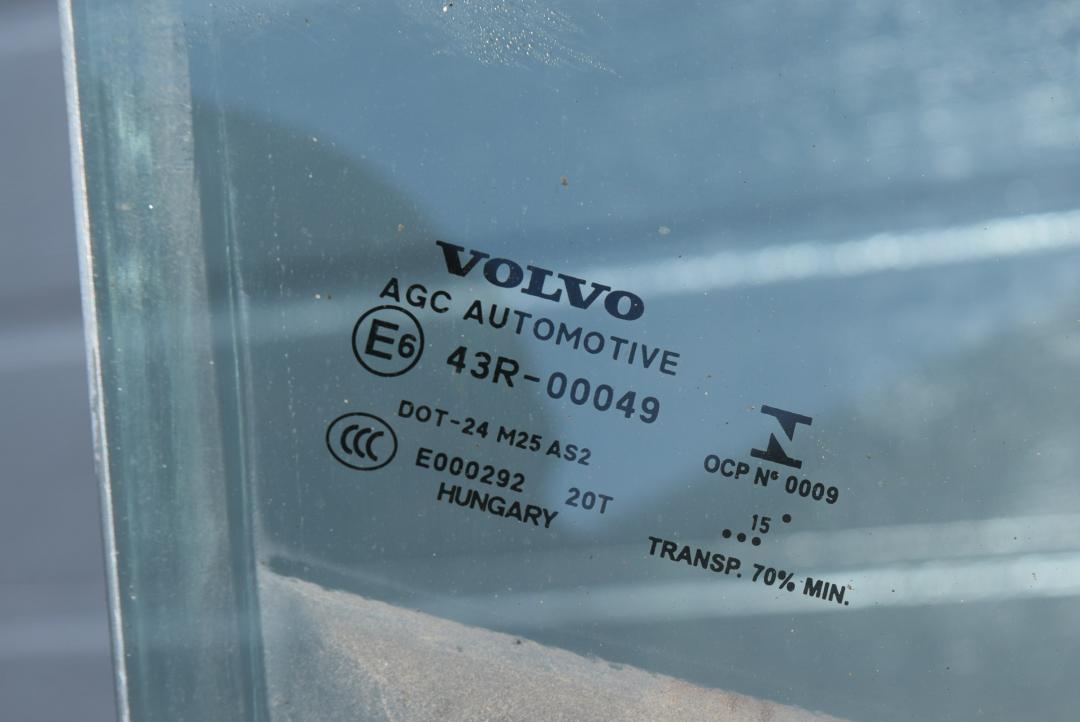 VOLVO
AGC AUTOMOTIVE
E6 43R-00049
DOT-24 M25 AS2
CCC E000292 20T
HUNGARY
OCP Nº 0009
15
TRANSP. 70% MIN.